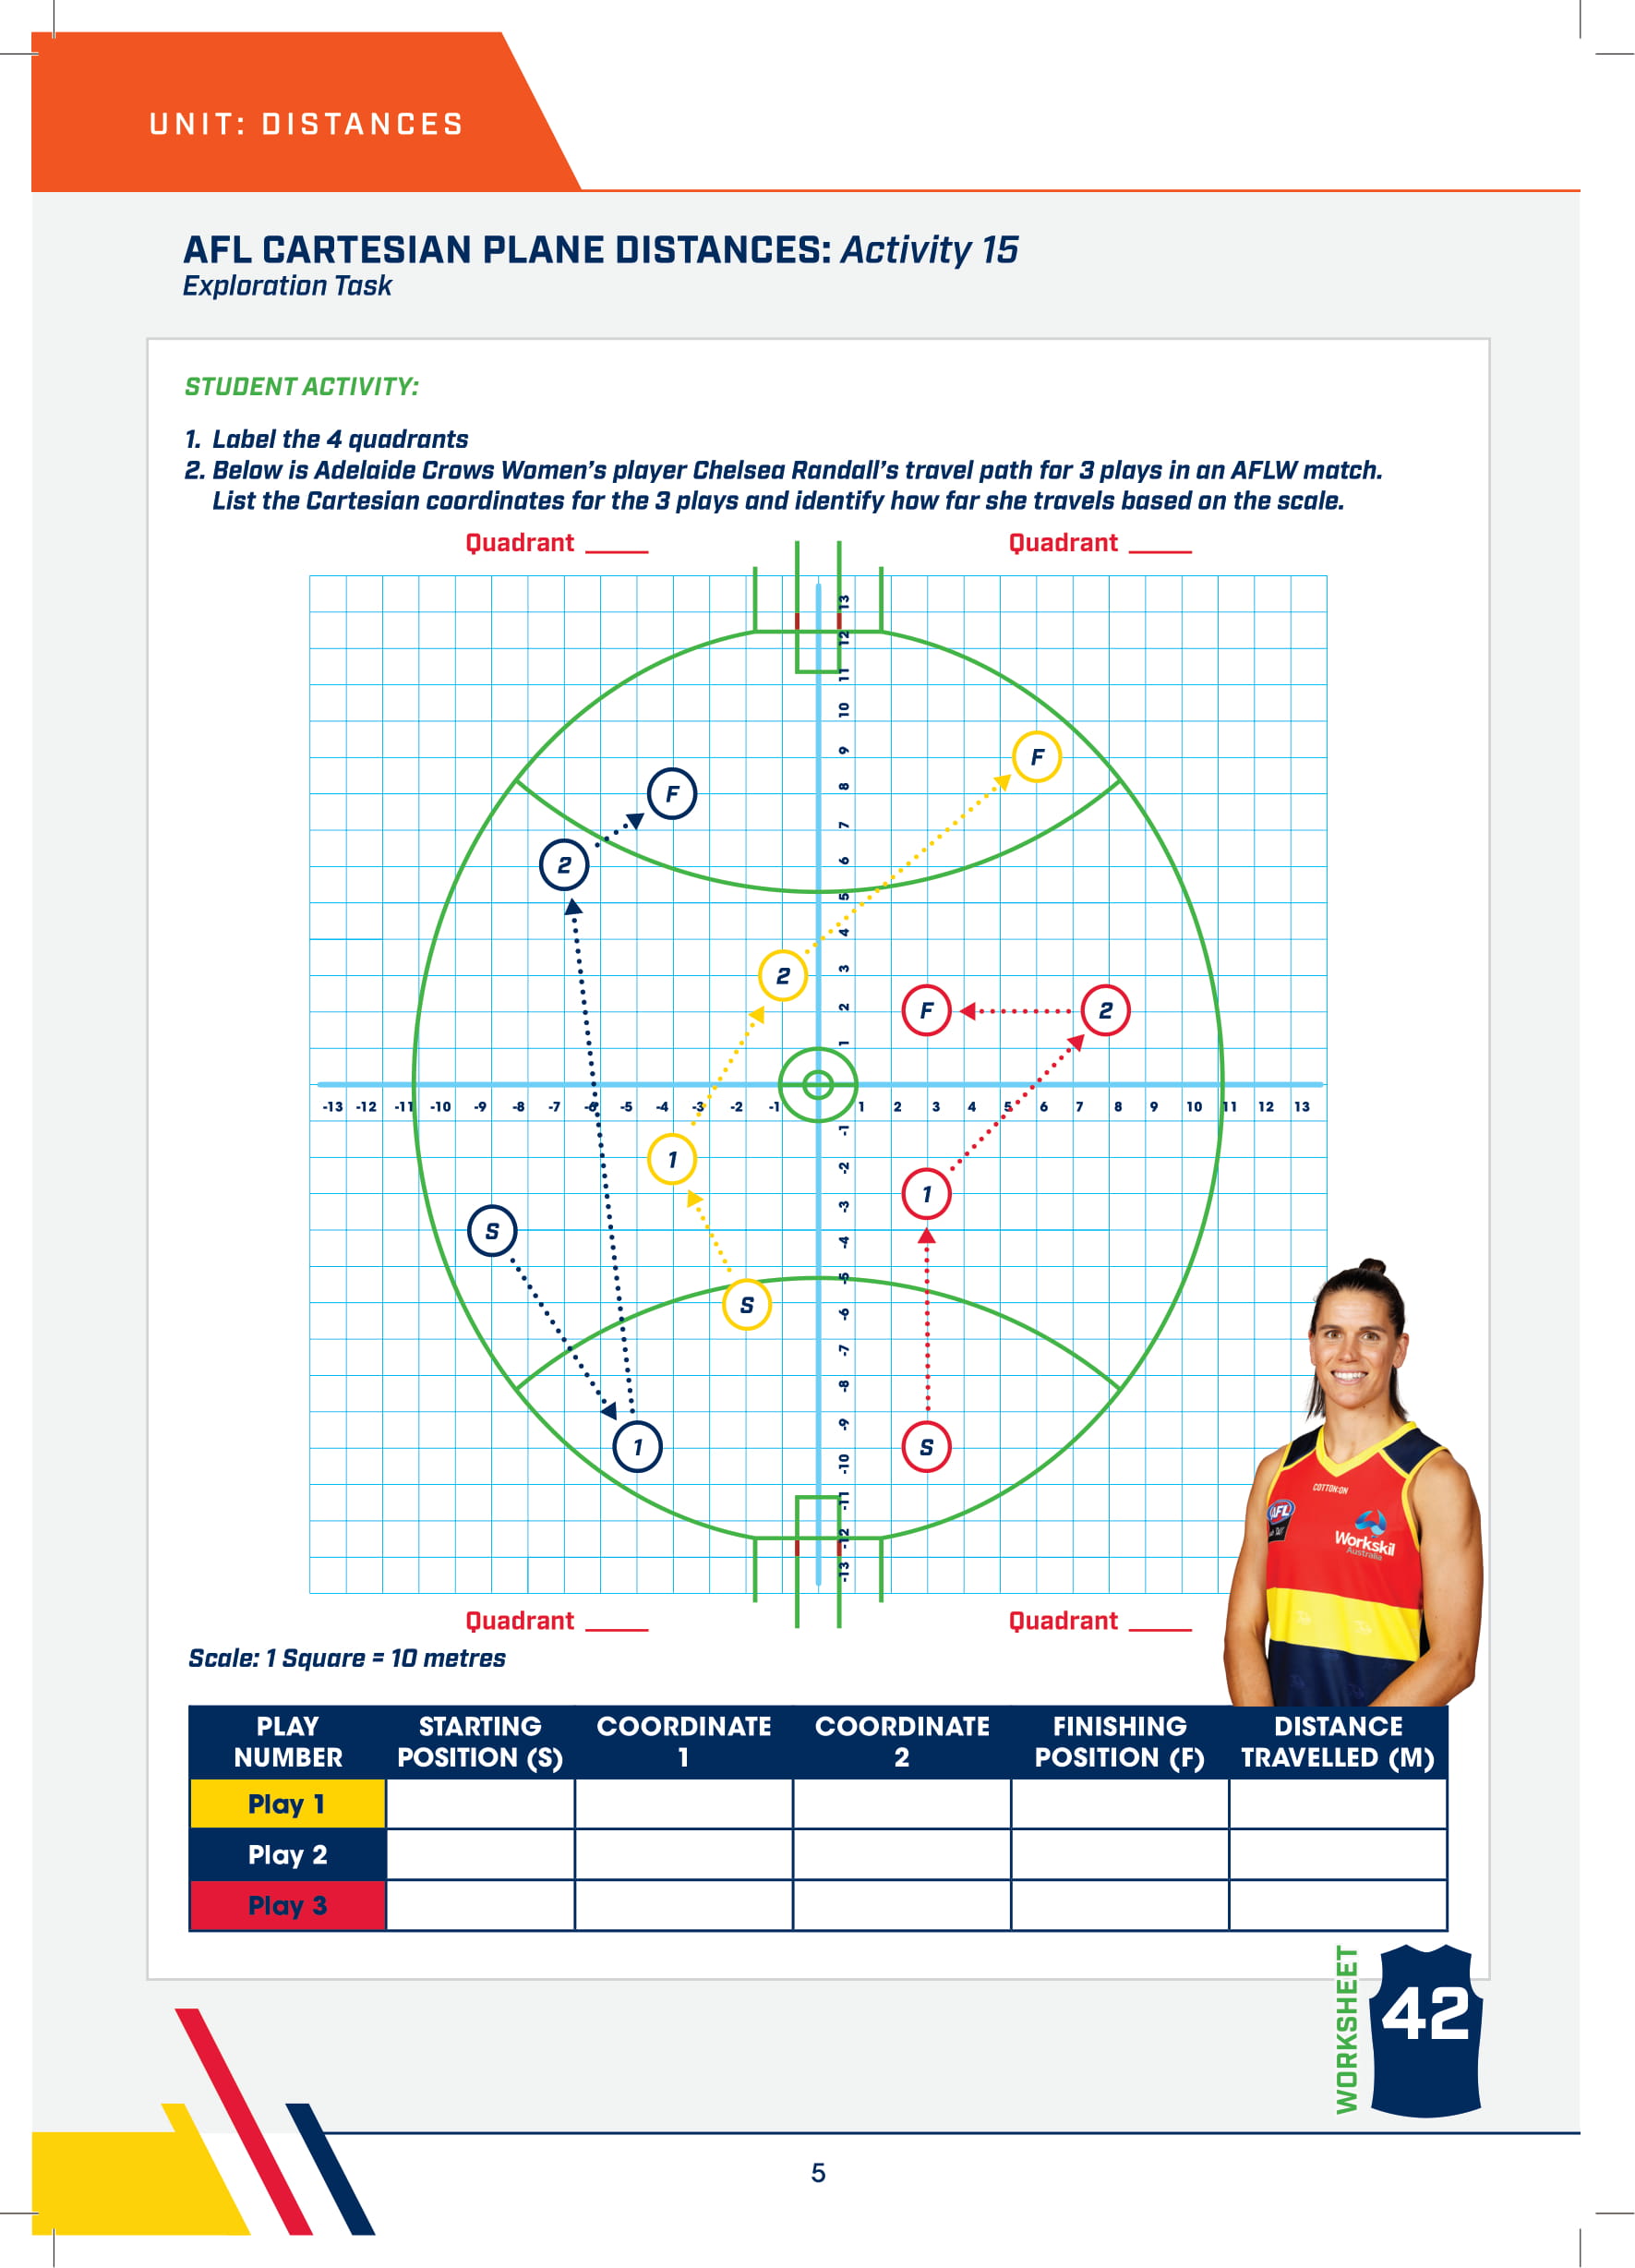 UNIT: DISTANCES
AFL CARTESIAN PLANE DISTANCES: Activity 15
Exploration Task
STUDENT ACTIVITY:
1. Label the 4 quadrants
2. Below is Adelaide Crows Women's player Chelsea Randall's travel path for 3 plays in an AFLW match.
List the Cartesian coordinates for the 3 plays and identify how far she travels based on the scale.
Quadrant _____ Quadrant _____
13
12
11
10
9
F
8
F
7
6
2
5
4
3
2
2
F
2
1
-13 -12 -11 -10 -9 -8 -7 -6 -5 -4 -3 -2 -1 1 2 3 4 5 6 7 8 9 10 11 12 13
-1
1
-2
1
-3
S
-4
-5
S
-6
-7
-8
-9
1
S
-10
-11
-12
-13
COTTON:ON
AFL
Workskil
Australia
Quadrant _____ Quadrant _____
Scale: 1 Square = 10 metres
PLAY NUMBER
STARTING POSITION (S)
COORDINATE 1
COORDINATE 2
FINISHING POSITION (F)
DISTANCE TRAVELLED (M)
Play 1
Play 2
Play 3
WORKSHEET
42
5